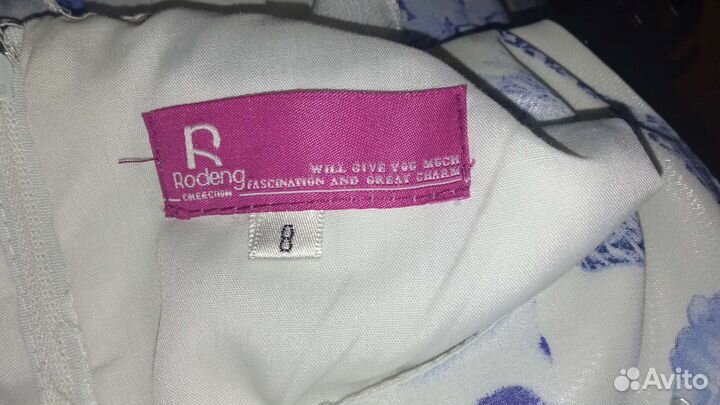 R
Rodeng
COLLECTION
WILL GIVE YOU MUCH
FASCINATION AND GREAT CHARM
8
Avito